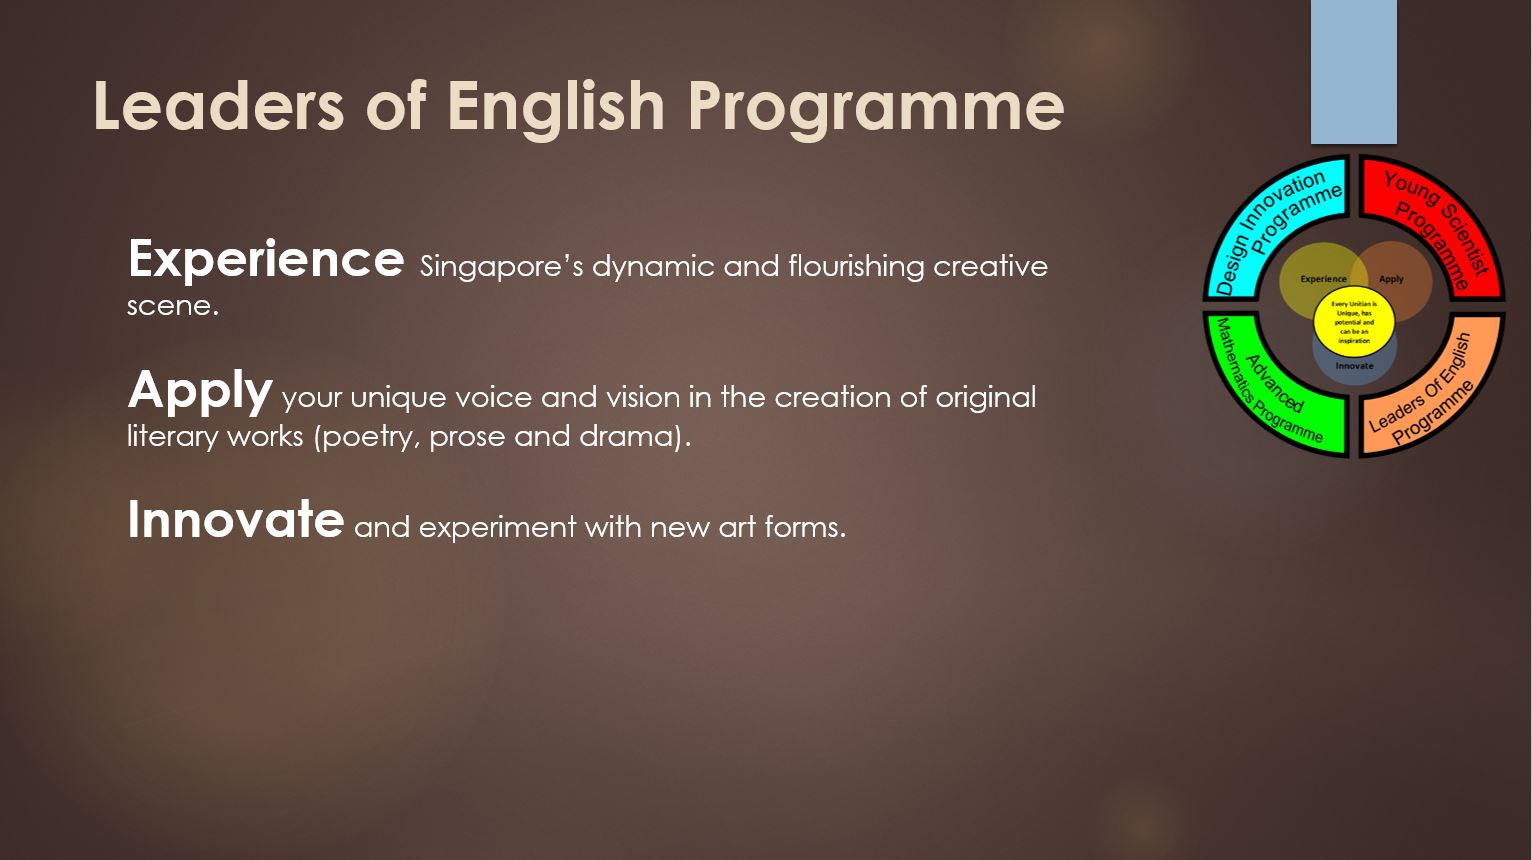 Leaders of English Programme
Experience Singapore’s dynamic and flourishing creative
scene.
Apply your unique voice and vision in the creation of original
literary works (poetry, prose and drama).
Innovate and experiment with new art forms.
Design Innovation
Programme
Young Scientist
Programme
Experience
Apply
Every Unitian is
Unique, has
potential and
can be an
inspiration
Innovate
Advanced
Mathematics Programme
Leaders Of English
Programme